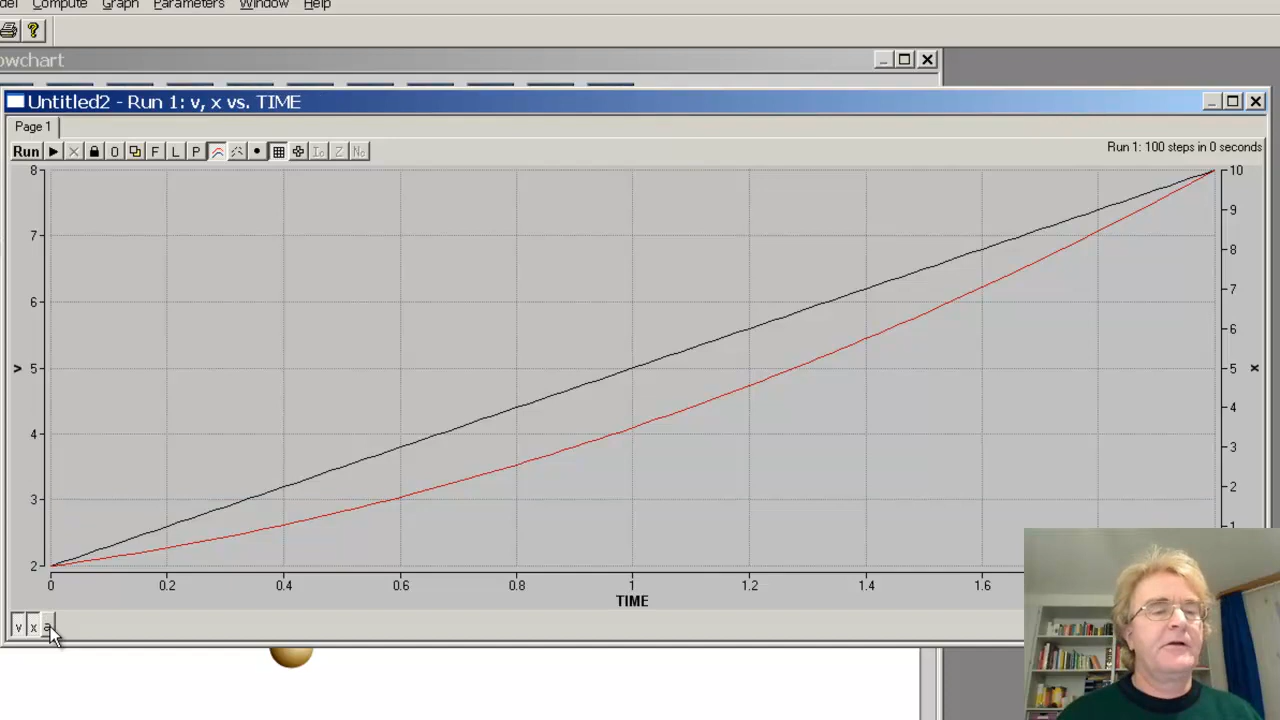 del Compute Graph Parameters Window Help
owchart
Untitled2 - Run 1: v, x vs. TIME
Page 1
Run O F L P
Run 1: 100 steps in 0 seconds
8
7
6
5
4
3
2
v
10
9
8
7
6
5
4
3
2
1
x
0 0.2 0.4 0.6 0.8 1 1.2 1.4 1.6
TIME
v x a